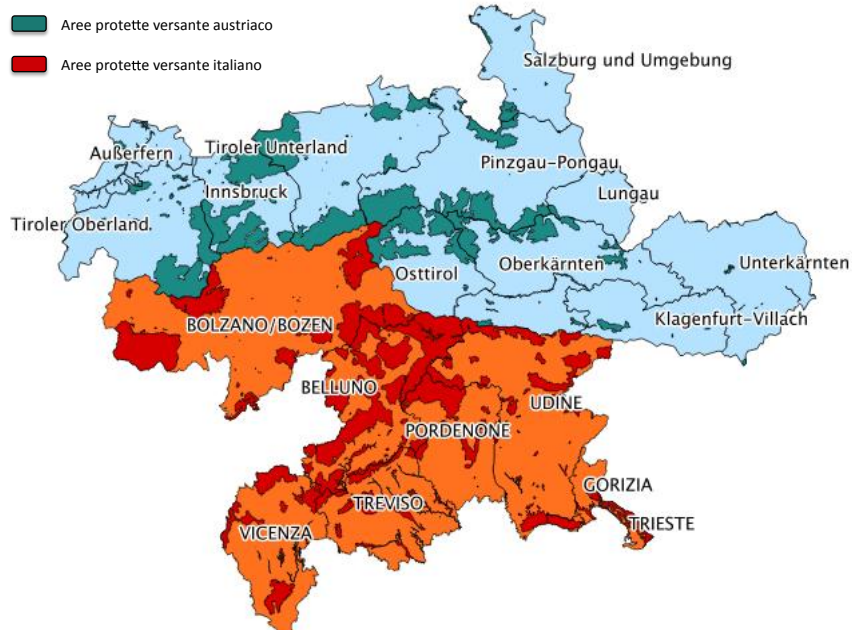 Aree protette versante austriaco
Aree protette versante italiano
Salzburg und Umgebung
Außerfern
Tiroler Unterland
Pinzgau-Pongau
Innsbruck
Lungau
Tiroler Oberland
Osttirol
Oberkärnten
Unterkärnten
BOLZANO/BOZEN
Klagenfurt-Villach
BELLUNO
UDINE
PORDENONE
GORIZIA
TREVISO
TRIESTE
VICENZA